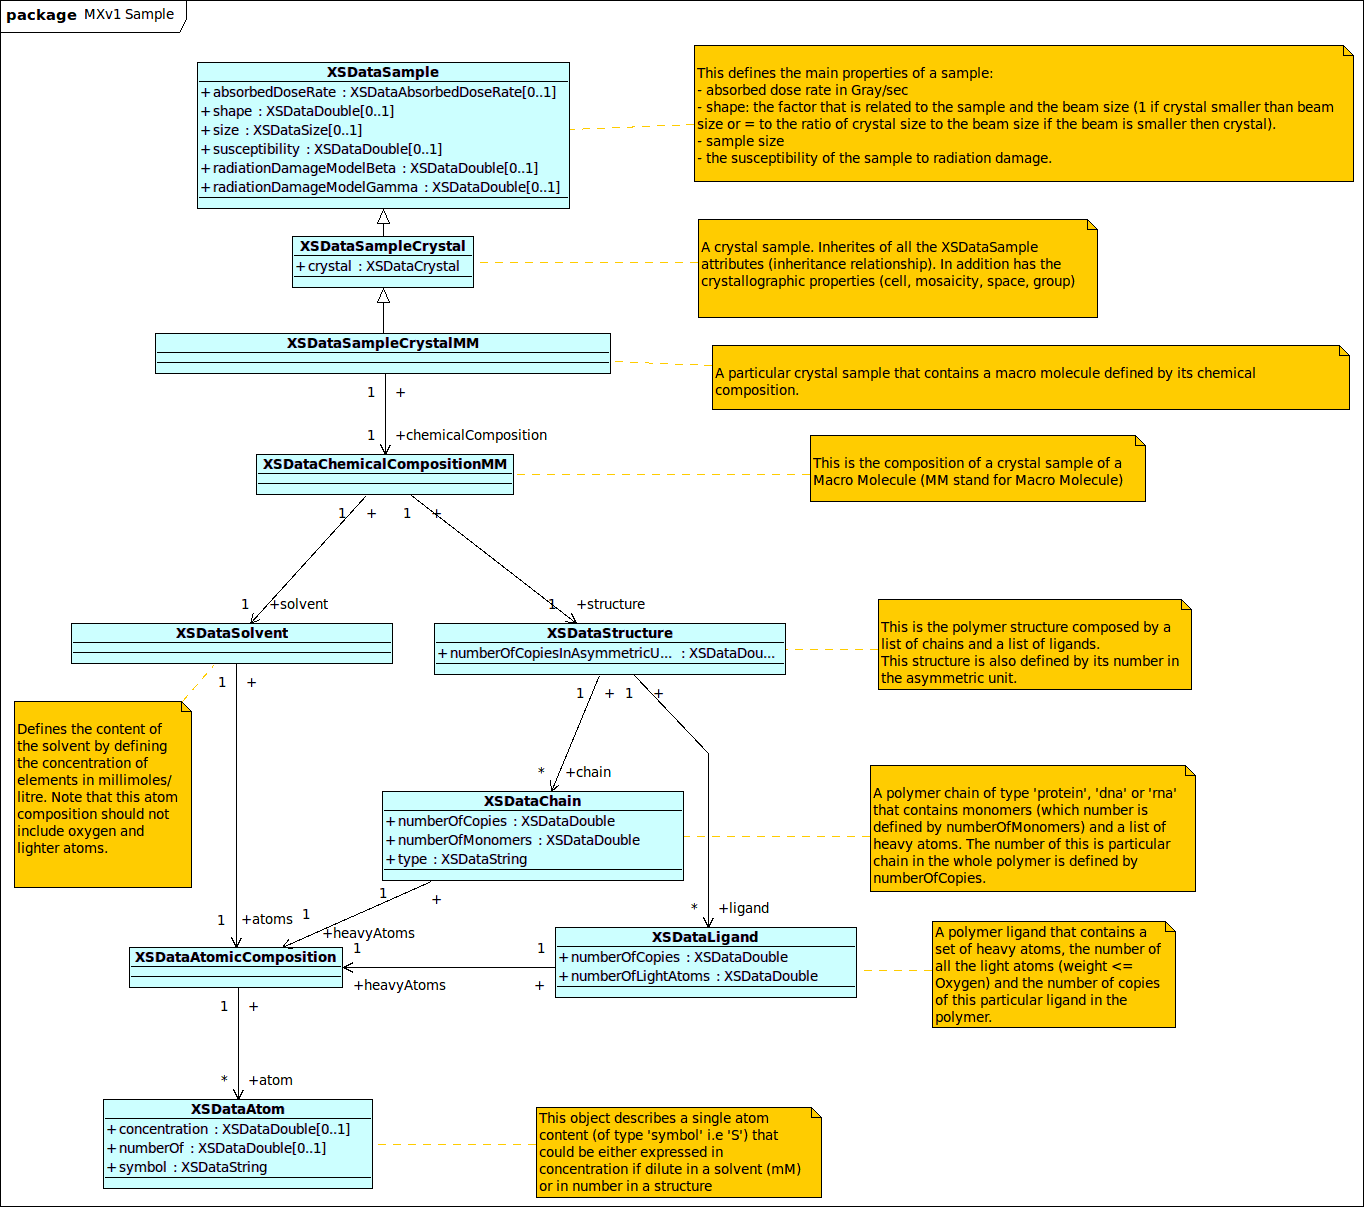 package MXv1 Sample
XSDataSample
+ absorbedDoseRate : XSDataAbsorbedDoseRate[0..1]
+ shape : XSDataDouble[0..1]
+ size : XSDataSize[0..1]
+ susceptibility : XSDataDouble[0..1]
+ radiationDamageModelBeta : XSDataDouble[0..1]
+ radiationDamageModelGamma : XSDataDouble[0..1]
This defines the main properties of a sample:
- absorbed dose rate in Gray/sec
- shape: the factor that is related to the sample and the beam size (1 if crystal smaller than beam
size or = to the ratio of crystal size to the beam size if the beam is smaller then crystal).
- sample size
- the susceptibility of the sample to radiation damage.
XSDataSampleCrystal
+ crystal : XSDataCrystal
A crystal sample. Inherites of all the XSDataSample
attributes (inheritance relationship). In addition has the
crystallographic properties (cell, mosaicity, space, group)
XSDataSampleCrystalMM
A particular crystal sample that contains a macro molecule defined by its chemical
composition.
1 +
1 +chemicalComposition
XSDataChemicalCompositionMM
This is the composition of a crystal sample of a
Macro Molecule (MM stand for Macro Molecule)
1 + 1 +
1 +solvent 1 +structure
XSDataSolvent
XSDataStructure
+ numberOfCopiesInAsymmetricU... : XSDataDou...
This is the polymer structure composed by a
list of chains and a list of ligands.
This structure is also defined by its number in
the asymmetric unit.
1 +
1 + 1 +
Defines the content of
the solvent by defining
the concentration of
elements in millimoles/
litre. Note that this atom
composition should not
include oxygen and
lighter atoms.
* +chain
XSDataChain
+ numberOfCopies : XSDataDouble
+ numberOfMonomers : XSDataDouble
+ type : XSDataString
A polymer chain of type 'protein', 'dna' or 'rna'
that contains monomers (which number is
defined by numberOfMonomers) and a list of
heavy atoms. The number of this is particular
chain in the whole polymer is defined by
numberOfCopies.
1 +
1 +atoms 1 +heavyAtoms
* +ligand
XSDataAtomicComposition
1 1
+heavyAtoms +
XSDataLigand
+ numberOfCopies : XSDataDouble
+ numberOfLightAtoms : XSDataDouble
A polymer ligand that contains a
set of heavy atoms, the number of
all the light atoms (weight <=
Oxygen) and the number of copies
of this particular ligand in the
polymer.
1 +
* +atom
XSDataAtom
+ concentration : XSDataDouble[0..1]
+ numberOf : XSDataDouble[0..1]
+ symbol : XSDataString
This object describes a single atom
content (of type 'symbol' i.e 'S') that
could be either expressed in
concentration if dilute in a solvent (mM)
or in number in a structure